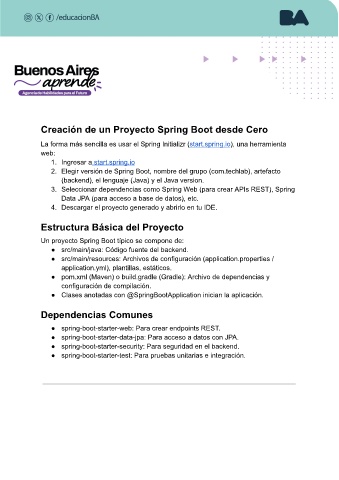 /educacionBA
BA
Buenos Aires
aprende
Agencia de Habilidades para el Futuro
Creación de un Proyecto Spring Boot desde Cero
La forma más sencilla es usar el Spring Initializr (start.spring.io), una herramienta
web:
1. Ingresar a start.spring.io
2. Elegir versión de Spring Boot, nombre del grupo (com.techlab), artefacto
(backend), el lenguaje (Java) y el Java version.
3. Seleccionar dependencias como Spring Web (para crear APIs REST), Spring
Data JPA (para acceso a base de datos), etc.
4. Descargar el proyecto generado y abrirlo en tu IDE.
Estructura Básica del Proyecto
Un proyecto Spring Boot típico se compone de:
● src/main/java: Código fuente del backend.
● src/main/resources: Archivos de configuración (application.properties /
application.yml), plantillas, estáticos.
● pom.xml (Maven) o build.gradle (Gradle): Archivo de dependencias y
configuración de compilación.
● Clases anotadas con @SpringBootApplication inician la aplicación.
Dependencias Comunes
● spring-boot-starter-web: Para crear endpoints REST.
● spring-boot-starter-data-jpa: Para acceso a datos con JPA.
● spring-boot-starter-security: Para seguridad en el backend.
● spring-boot-starter-test: Para pruebas unitarias e integración.